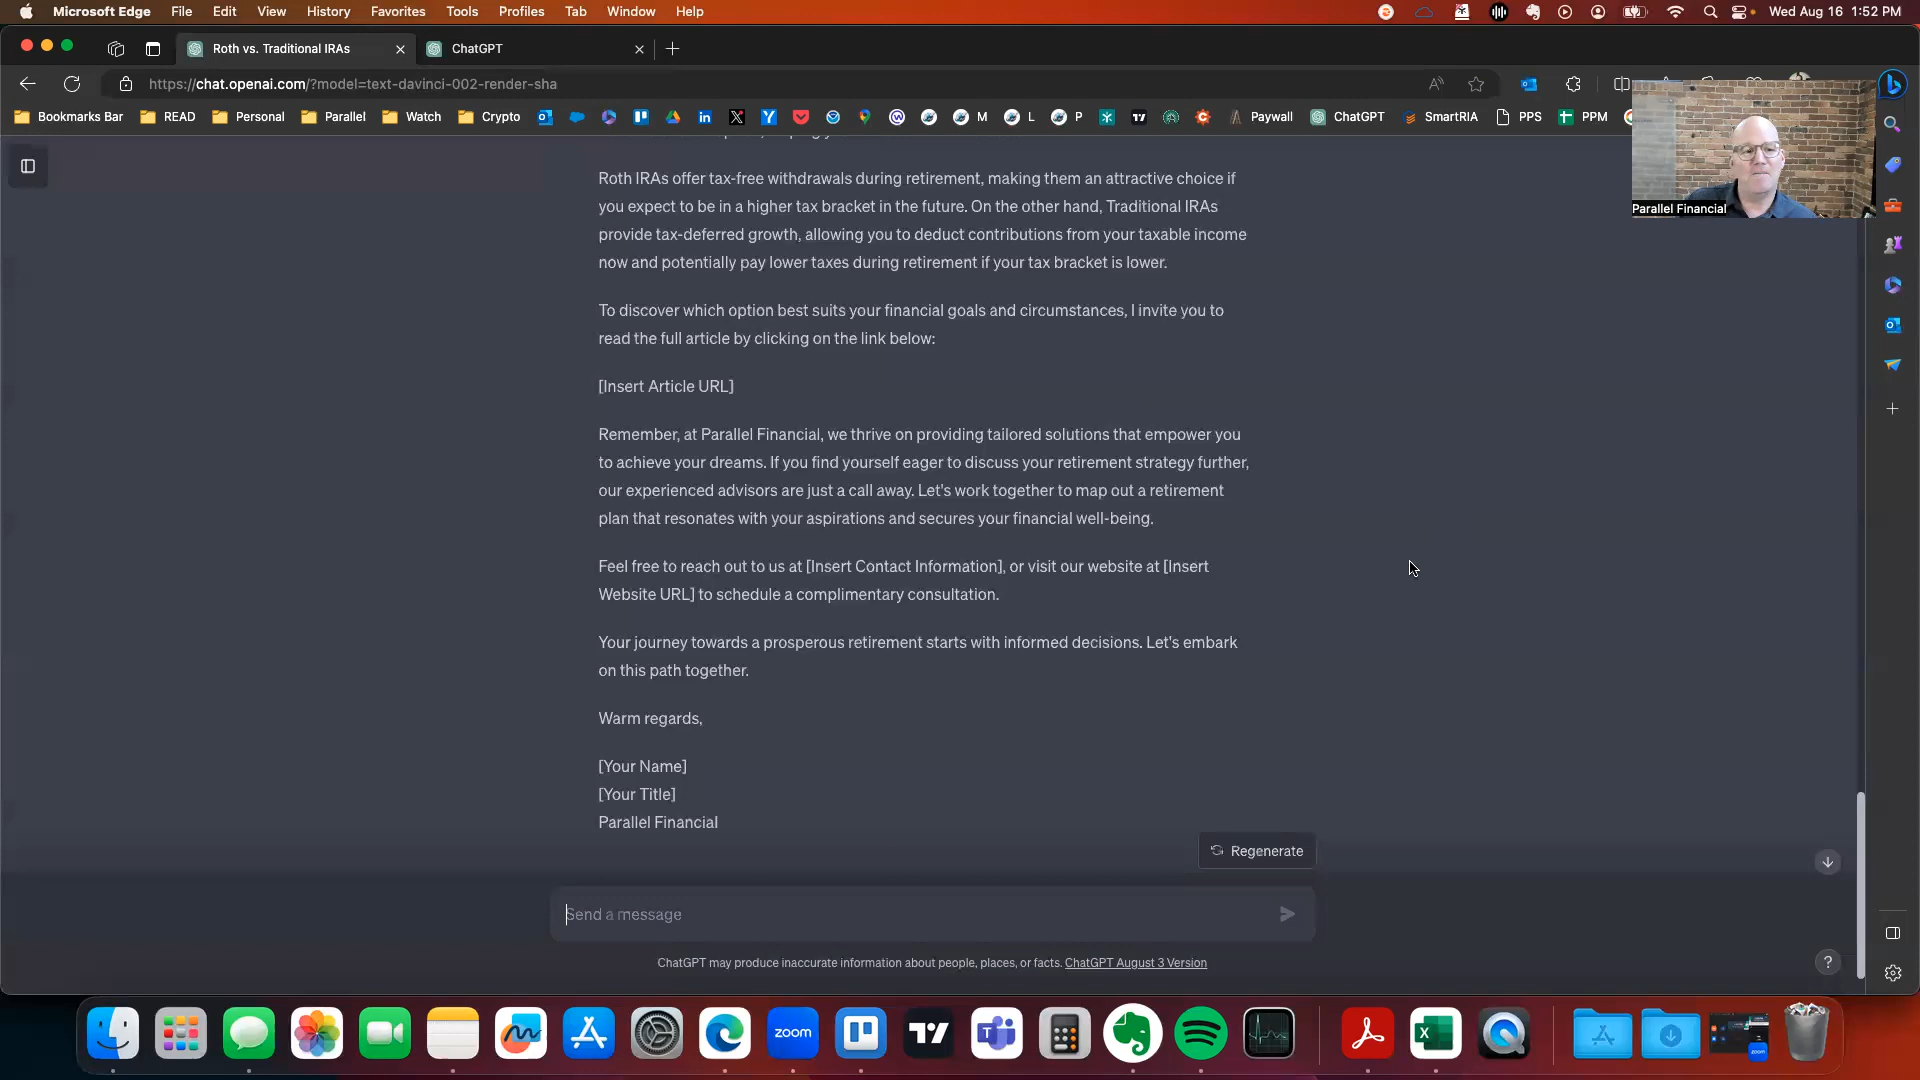 Microsoft Edge File Edit View History Favorites Tools Profiles Tab Window Help Wed Aug 16 1:52 PM
Roth vs. Traditional IRAs ChatGPT
https://chat.openai.com/?model=text-davinci-002-render-sha
Bookmarks Bar READ Personal Parallel Watch Crypto M L P Paywall ChatGPT SmartRIA PPS PPM
Parallel Financial
Roth IRAs offer tax-free withdrawals during retirement, making them an attractive choice if
you expect to be in a higher tax bracket in the future. On the other hand, Traditional IRAs
provide tax-deferred growth, allowing you to deduct contributions from your taxable income
now and potentially pay lower taxes during retirement if your tax bracket is lower.
To discover which option best suits your financial goals and circumstances, I invite you to
read the full article by clicking on the link below:
[Insert Article URL]
Remember, at Parallel Financial, we thrive on providing tailored solutions that empower you
to achieve your dreams. If you find yourself eager to discuss your retirement strategy further,
our experienced advisors are just a call away. Let's work together to map out a retirement
plan that resonates with your aspirations and secures your financial well-being.
Feel free to reach out to us at [Insert Contact Information], or visit our website at [Insert
Website URL] to schedule a complimentary consultation.
Your journey towards a prosperous retirement starts with informed decisions. Let's embark
on this path together.
Warm regards,
[Your Name]
[Your Title]
Parallel Financial
Regenerate
Send a message
ChatGPT may produce inaccurate information about people, places, or facts. ChatGPT August 3 Version
zoom